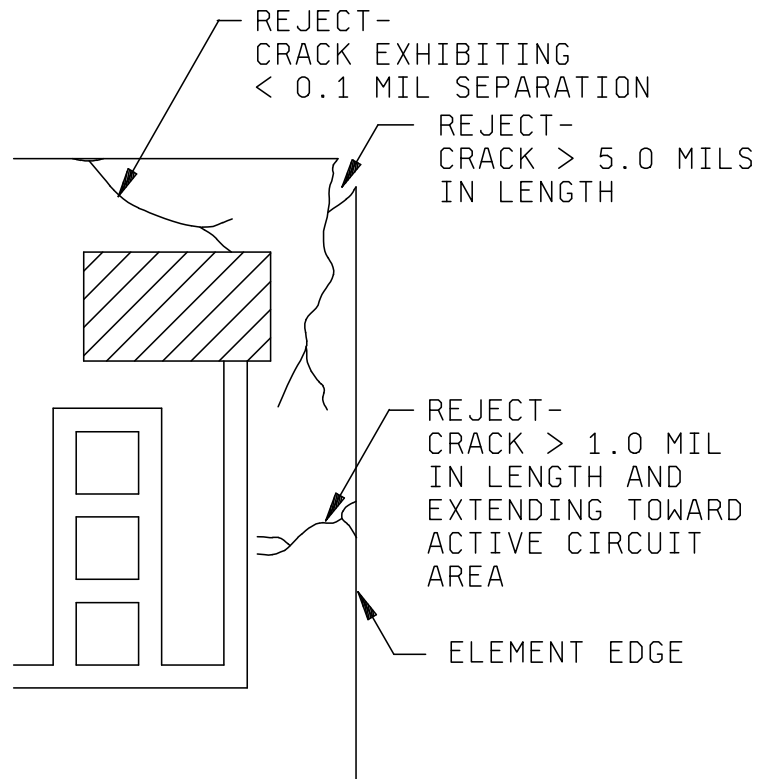 REJECT-
CRACK EXHIBITING
< 0.1 MIL SEPARATION
REJECT-
CRACK > 5.0 MILS
IN LENGTH
REJECT-
CRACK > 1.0 MIL
IN LENGTH AND
EXTENDING TOWARD
ACTIVE CIRCUIT
AREA
ELEMENT EDGE